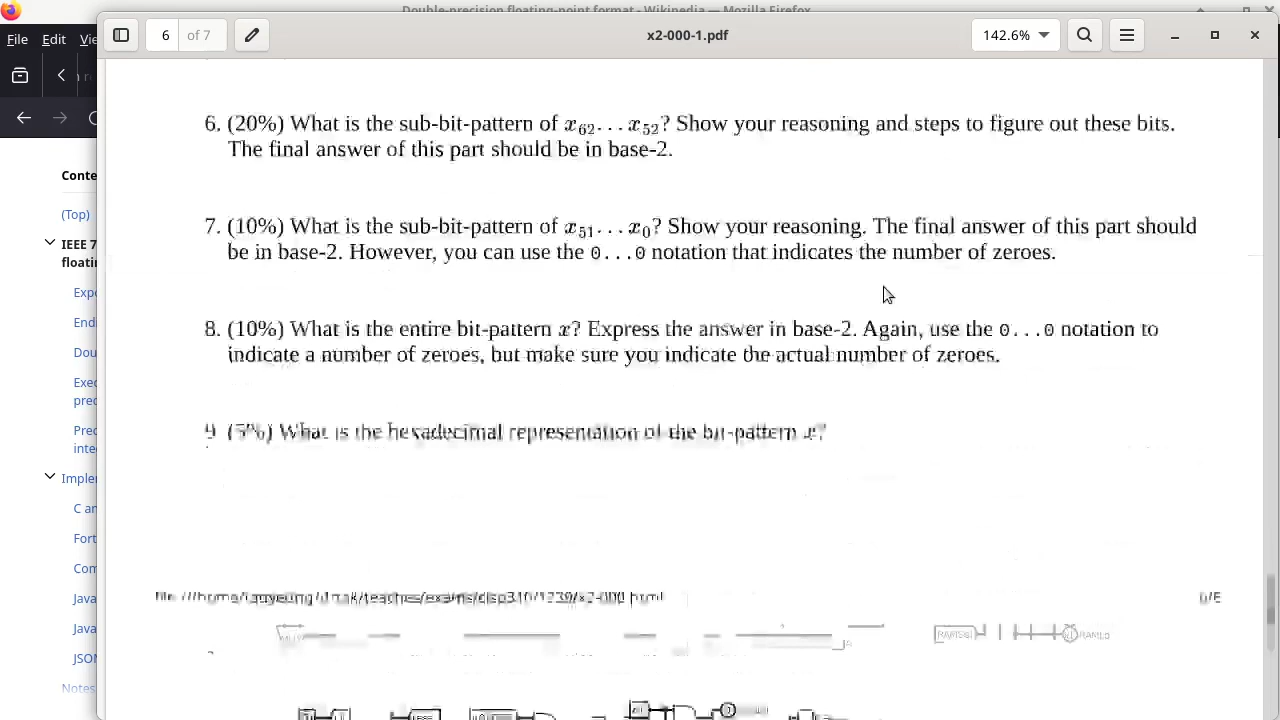 Double-precision floating-point format - Wikipedia — Mozilla Firefox
File Edit
6 of 7
x2-000-1.pdf
142.6%
6. (20%) What is the sub-bit-pattern of x62...x52? Show your reasoning and steps to figure out these bits.
The final answer of this part should be in base-2.
7. (10%) What is the sub-bit-pattern of x51...x0? Show your reasoning. The final answer of this part should
be in base-2. However, you can use the 0...0 notation that indicates the number of zeroes.
8. (10%) What is the entire bit-pattern x? Express the answer in base-2. Again, use the 0...0 notation to
indicate a number of zeroes, but make sure you indicate the actual number of zeroes.
9. (5%) What is the hexadecimal representation of the bit-pattern x?
Conte
(Top)
IEEE 7
floatin
Expo
Endi
Dou
Exec
prec
Prec
inte
Implem
C an
Fort
Com
Java
Java
JSON
Notes